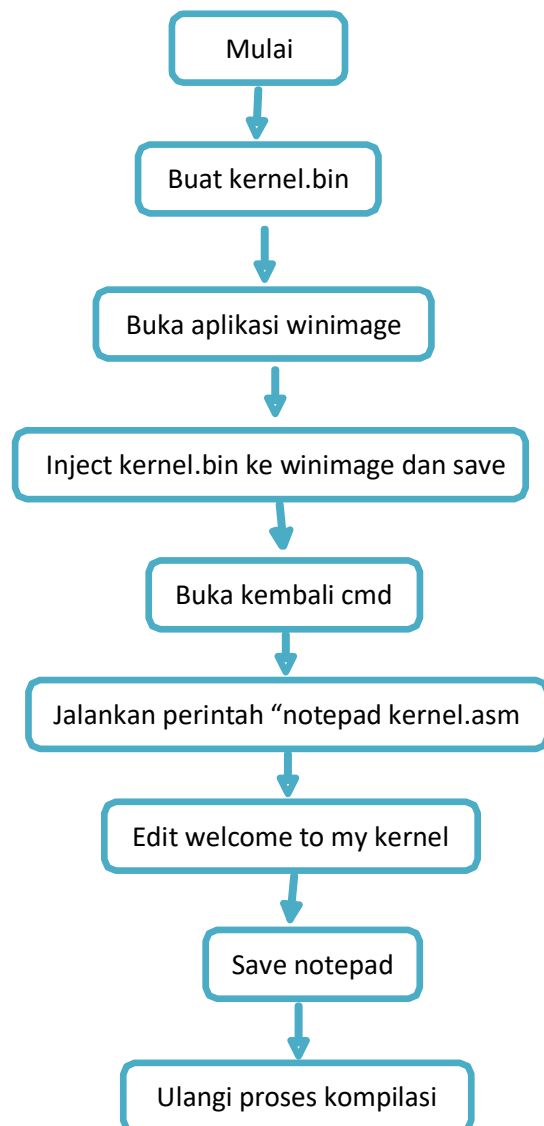 Mulai
Buat kernel.bin
Buka aplikasi winimage
Inject kernel.bin ke winimage dan save
Buka kembali cmd
Jalankan perintah “notepad kernel.asm
Edit welcome to my kernel
Save notepad
Ulangi proses kompilasi